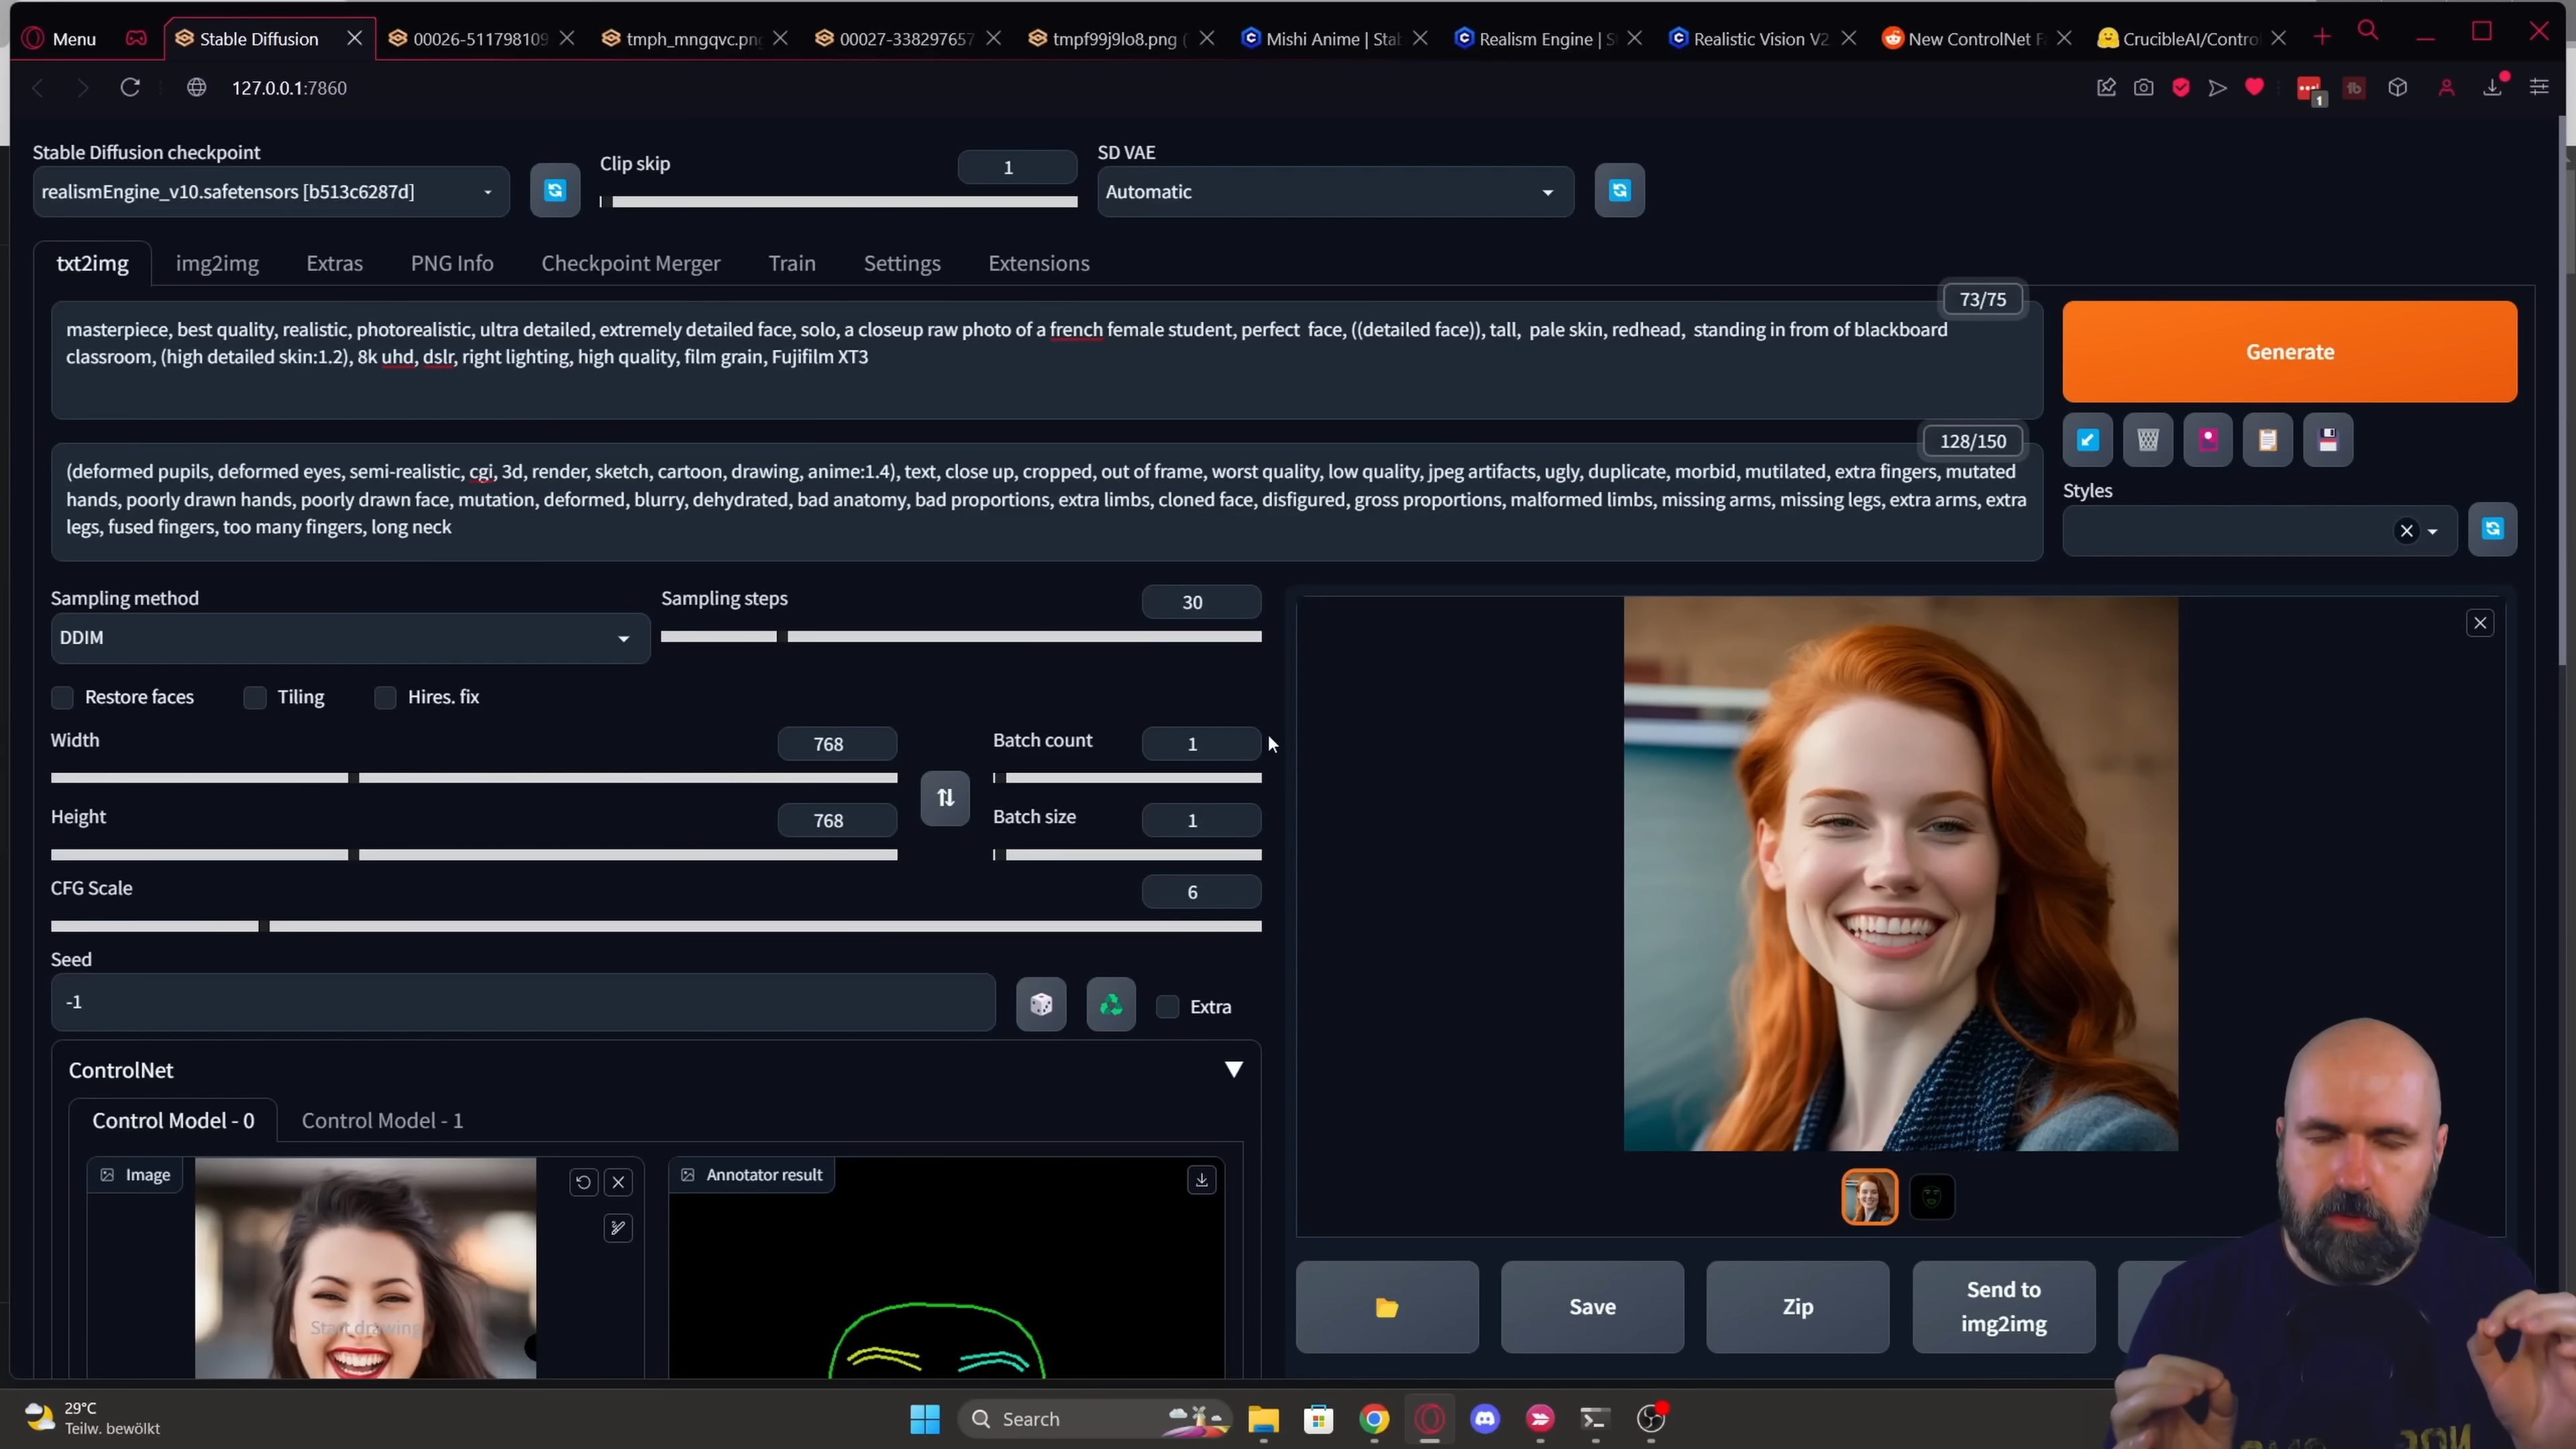 Menu
Stable Diffusion
00026-511798109
tmph_mngqvc.pn
00027-338297657
tmpf99j9lo8.png (
Mishi Anime | Stab
Realism Engine | S
Realistic Vision V2
New ControlNet F
CrucibleAI/Contro
127.0.0.1:7860
1
Stable Diffusion checkpoint
realismEngine_v10.safetensors [b513c6287d]
Clip skip
1
SD VAE
Automatic
txt2img
img2img
Extras
PNG Info
Checkpoint Merger
Train
Settings
Extensions
73/75
masterpiece, best quality, realistic, photorealistic, ultra detailed, extremely detailed face, solo, a closeup raw photo of a french female student, perfect face, ((detailed face)), tall, pale skin, redhead, standing in from of blackboard
classroom, (high detailed skin:1.2), 8k uhd, dslr, right lighting, high quality, film grain, Fujifilm XT3
Generate
128/150
(deformed pupils, deformed eyes, semi-realistic, cgi, 3d, render, sketch, cartoon, drawing, anime:1.4), text, close up, cropped, out of frame, worst quality, low quality, jpeg artifacts, ugly, duplicate, morbid, mutilated, extra fingers, mutated
hands, poorly drawn hands, poorly drawn face, mutation, deformed, blurry, dehydrated, bad anatomy, bad proportions, extra limbs, cloned face, disfigured, gross proportions, malformed limbs, missing arms, missing legs, extra arms, extra
legs, fused fingers, too many fingers, long neck
Styles
Sampling method
DDIM
Sampling steps
30
Restore faces
Tiling
Hires. fix
Width
768
Batch count
1
Height
768
Batch size
1
CFG Scale
6
Seed
-1
Extra
ControlNet
Control Model - 0
Control Model - 1
Image
Start drawing
Annotator result
Save
Zip
Send to
img2img
29°C
Teilw. bewölkt
Search